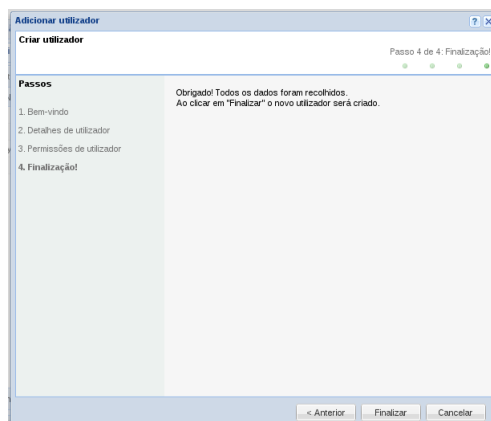 Adicionar utilizador
Criar utilizador
Passo 4 de 4: Finalização!
Passos
1. Bem-vindo
2. Detalhes de utilizador
3. Permissões de utilizador
4. Finalização!
Obrigado! Todos os dados foram recolhidos.
Ao clicar em "Finalizar" o novo utilizador será criado.
< Anterior
Finalizar
Cancelar